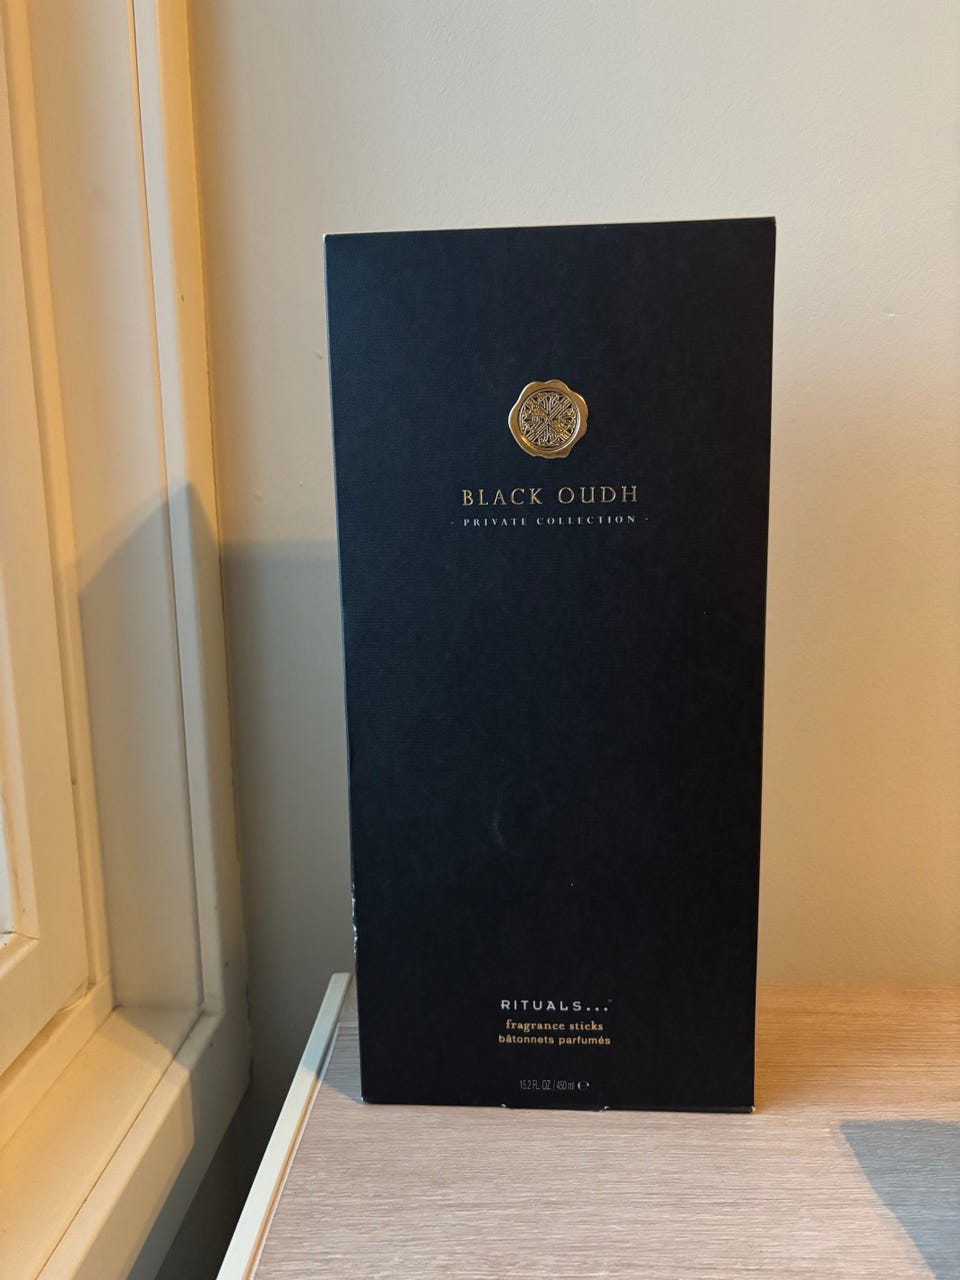 BLACK OUDH
- PRIVATE COLLECTION -
RITUALS...®
fragrance sticks
bâtonnets parfumés
15.2 FL. OZ. / 450 ml ℮